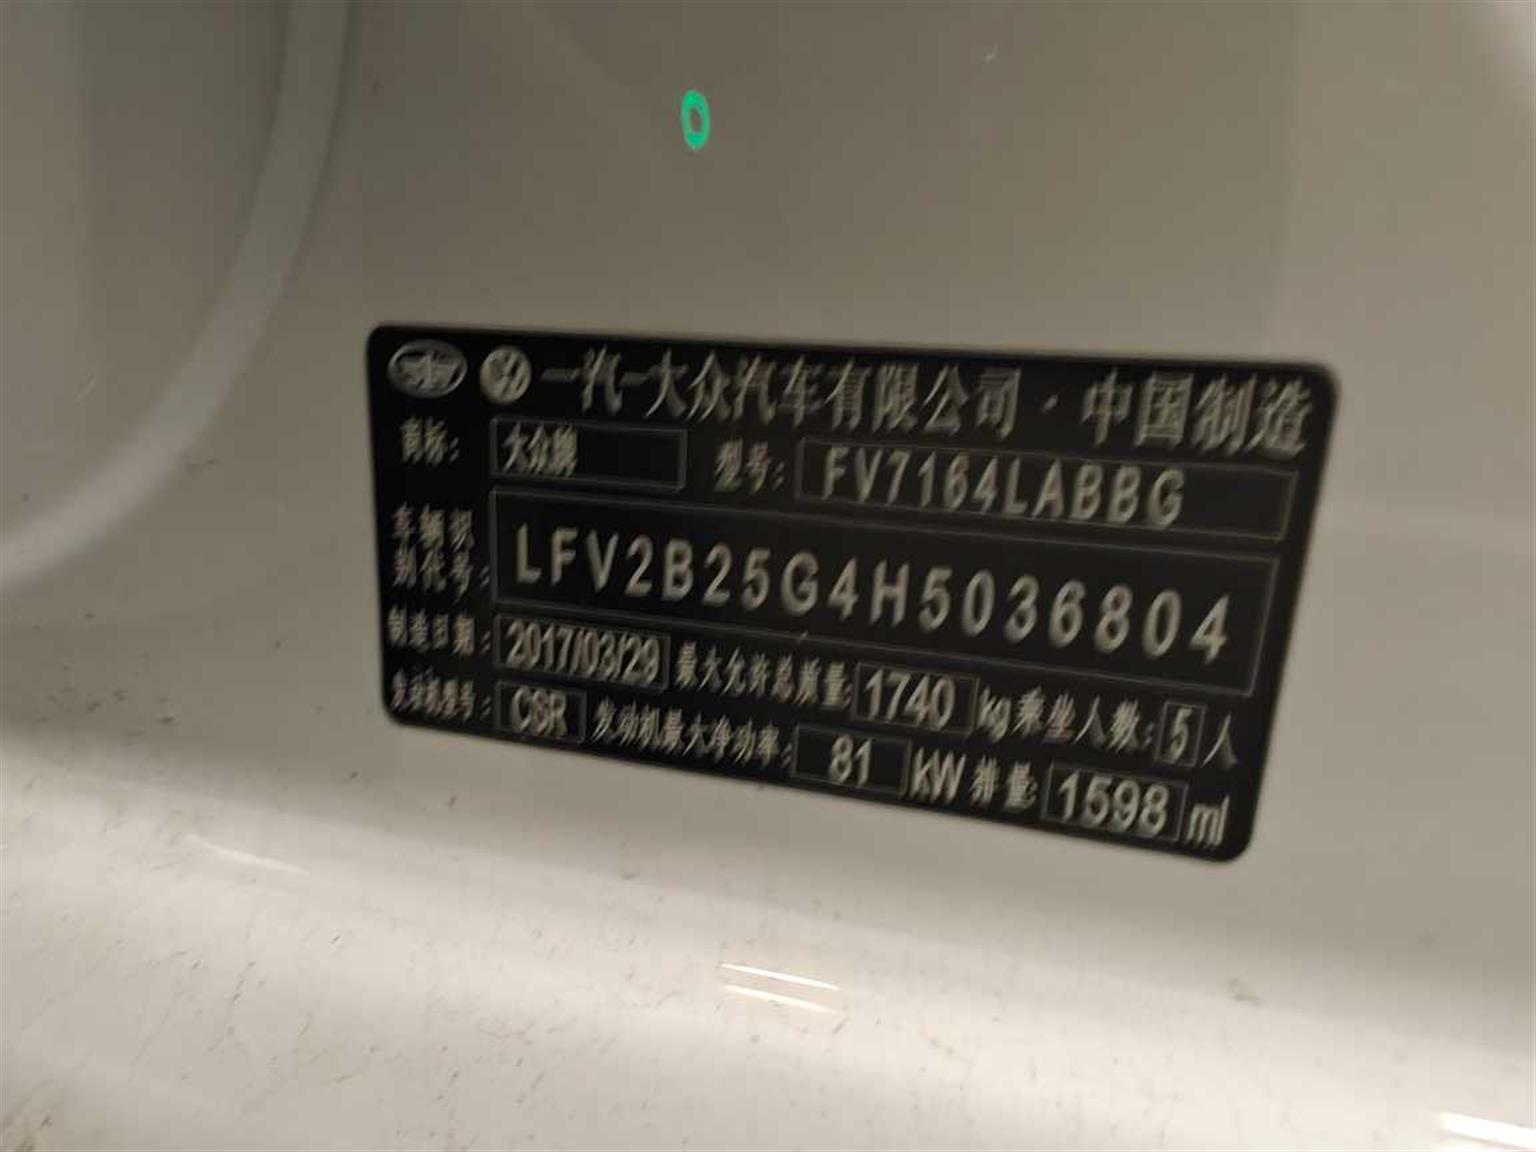 一汽-大众汽车有限公司·中国制造
商标: 大众牌 型号: FV7164LABBG
车辆识别代号: LFV2B25G4H5036804
制造日期: 2017/03/29 最大允许总质量: 1740 kg 乘坐人数: 5 人
发动机型号: CSR 发动机最大净功率: 81 kW 排量: 1598 ml